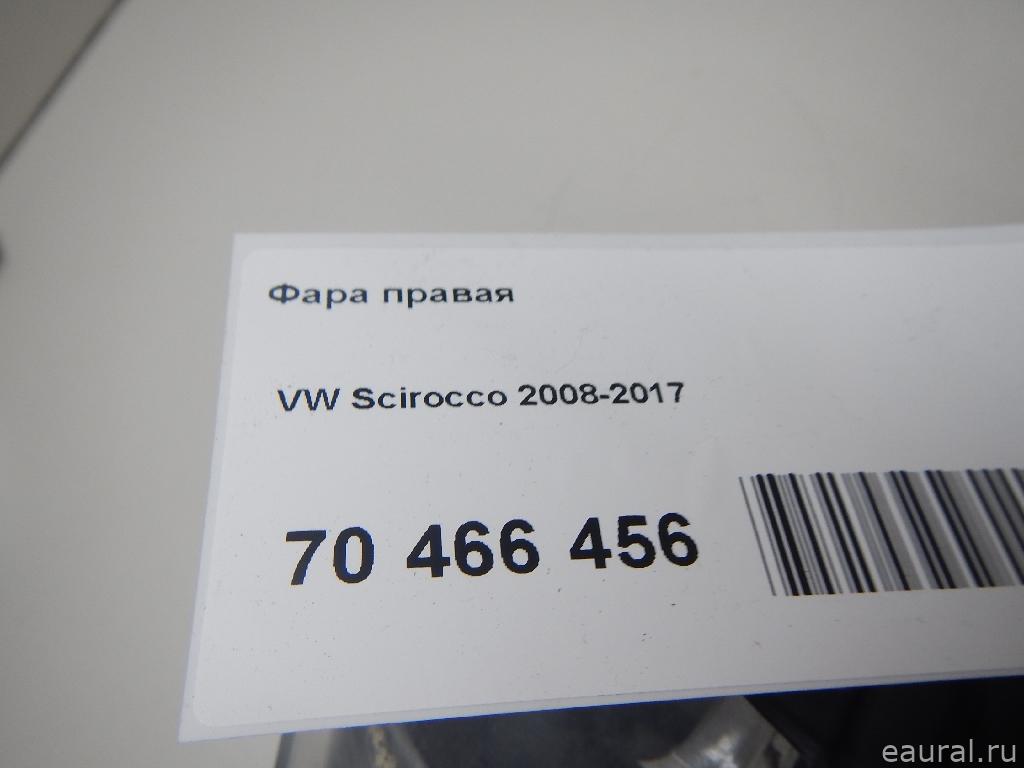 Фара правая
VW Scirocco 2008-2017
70 466 456
eaural.ru